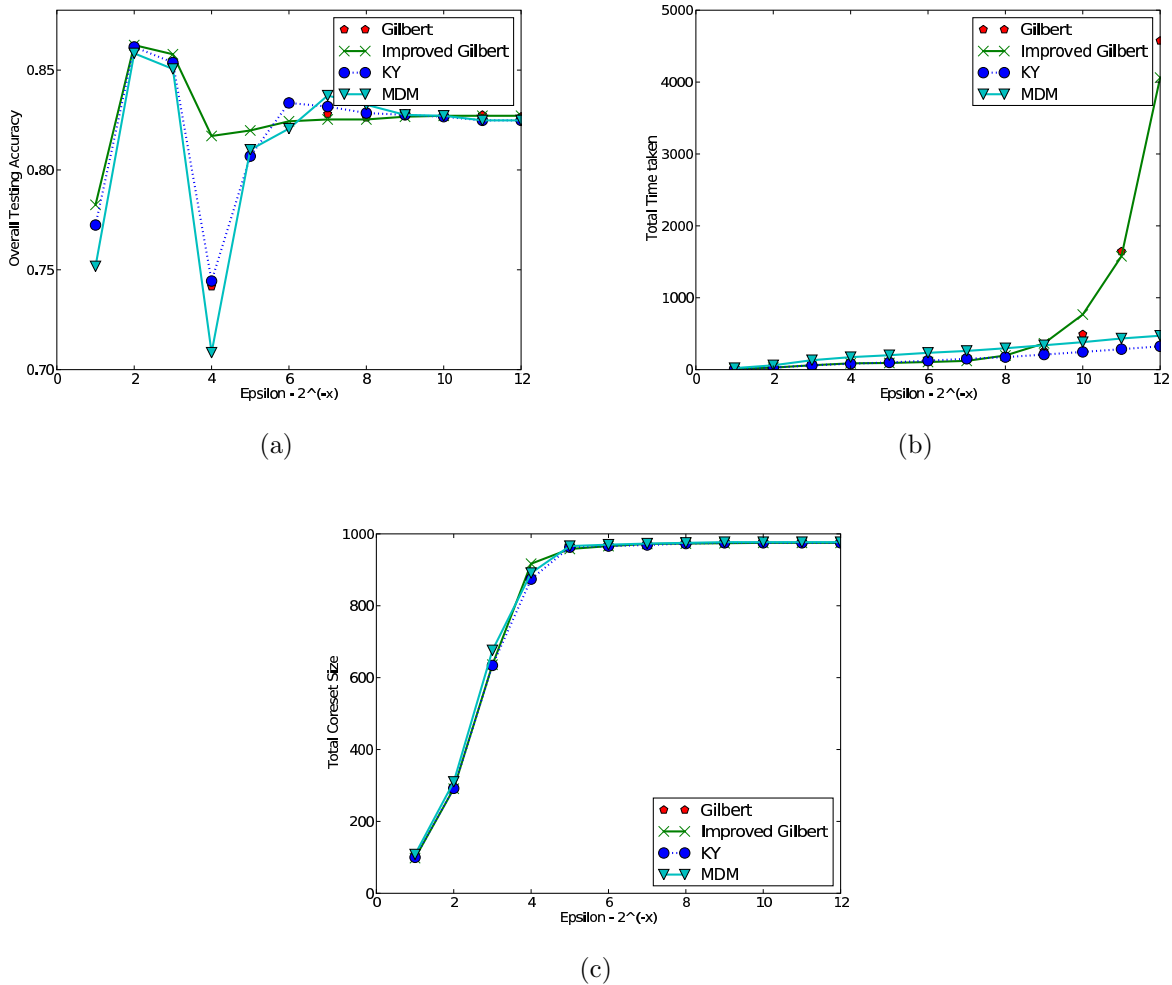 Overall Testing Accuracy
0.85
0.80
0.75
0.70
0 2 4 6 8 10 12
Epsilon - 2^(-x)
Gilbert
Improved Gilbert
KY
MDM
(a)
Total Time taken
5000
4000
3000
2000
1000
0
0 2 4 6 8 10 12
Epsilon - 2^(-x)
Gilbert
Improved Gilbert
KY
MDM
(b)
Total Coreset Size
1000
800
600
400
200
0
0 2 4 6 8 10 12
Epsilon - 2^(-x)
Gilbert
Improved Gilbert
KY
MDM
(c)